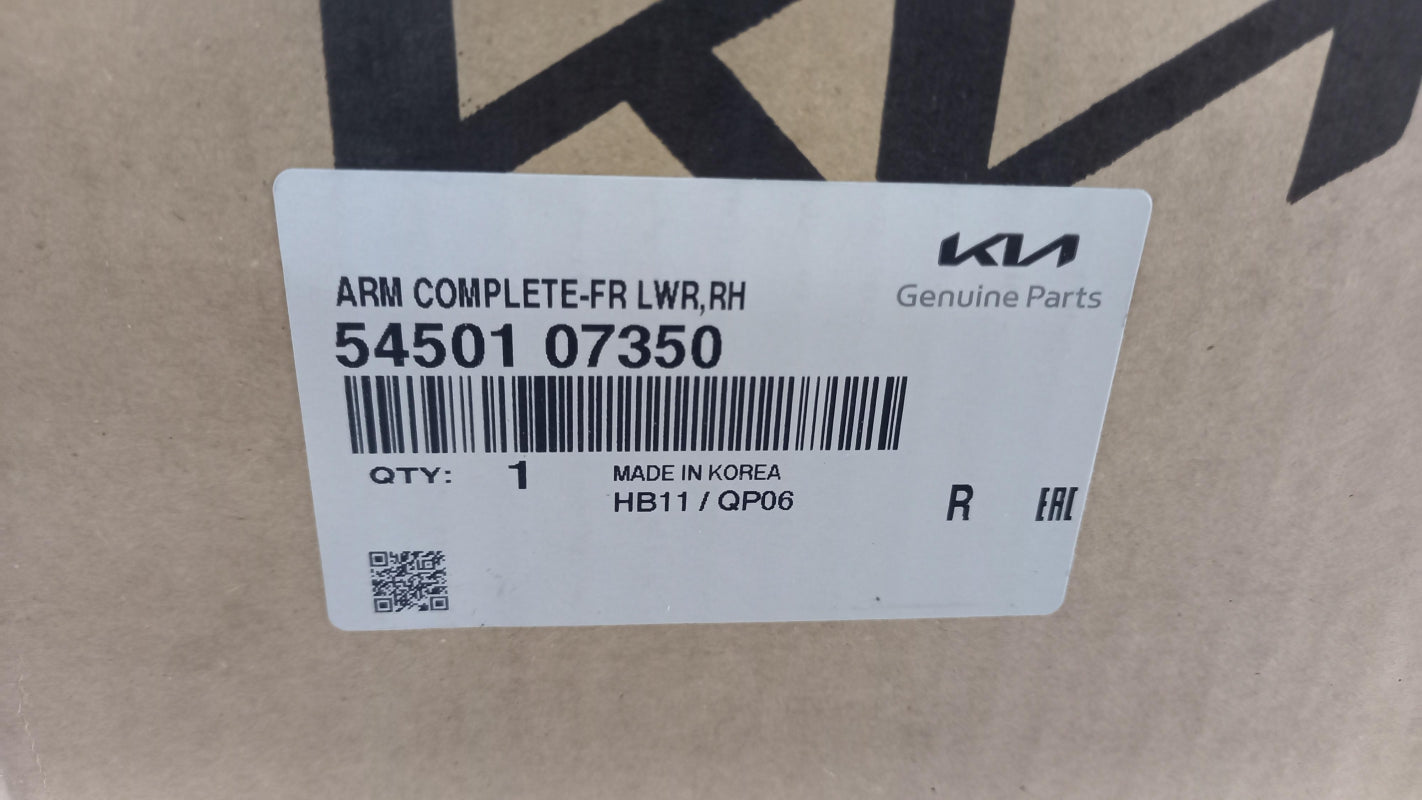 KIA
KIA
Genuine Parts
ARM COMPLETE-FR LWR,RH
54501 07350
QTY: 1
MADE IN KOREA
HB11 / QP06
R
EAC